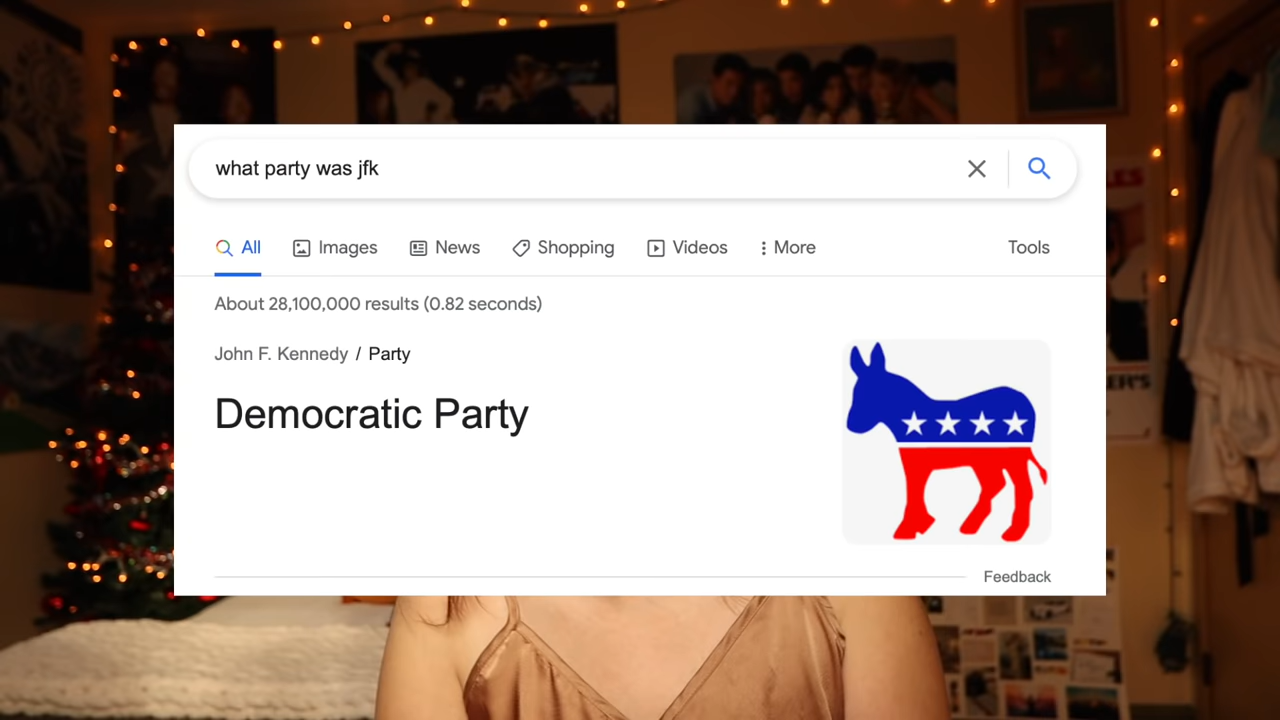 what party was jfk
All Images News Shopping Videos More Tools
About 28,100,000 results (0.82 seconds)
John F. Kennedy / Party
Democratic Party
Feedback